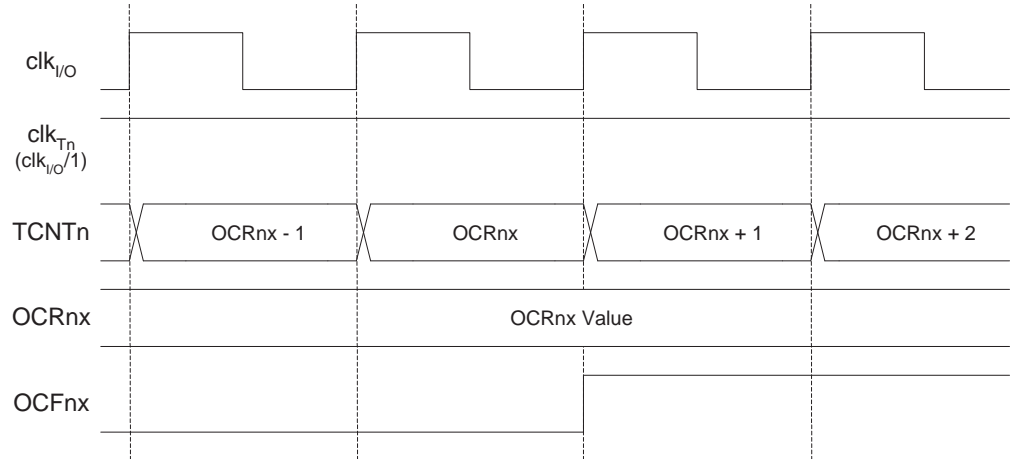 clkI/O
clkTn
(clkI/O/1)
TCNTn
OCRnx - 1
OCRnx
OCRnx + 1
OCRnx + 2
OCRnx
OCRnx Value
OCFnx